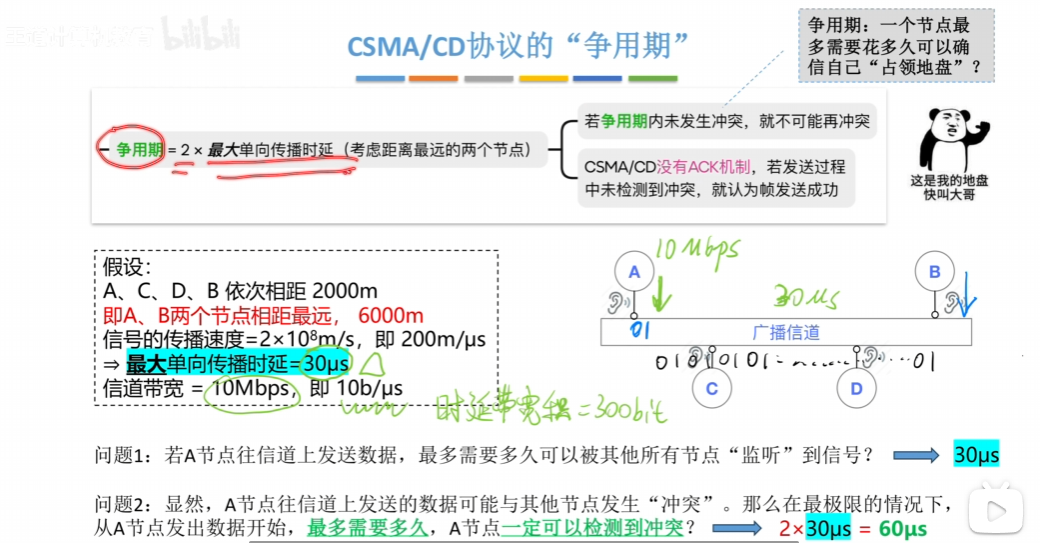 bilibili
CSMA/CD协议的“争用期”
争用期：一个节点最
多需要花多久可以确
信自己“占领地盘”？
争用期 = 2 × 最大单向传播时延（考虑距离最远的两个节点）
若争用期内未发生冲突，就不可能再冲突
CSMA/CD没有ACK机制，若发送过程
中未检测到冲突，就认为帧发送成功
这是我的地盘
快叫大哥
假设：
A、C、D、B 依次相距 2000m
即A、B两个节点相距最远， 6000m
信号的传播速度=2×10⁸m/s，即 200m/μs
⇒ 最大单向传播时延=30μs
信道带宽 = 10Mbps，即 10b/μs
时延带宽积=300bit
10Mbps
A
B
30μs
01
广播信道
01010101
01
C
D
问题1：若A节点往信道上发送数据，最多需要多久可以被其他所有节点“监听”到信号？
30μs
问题2：显然，A节点往信道上发送的数据可能与其他节点发生“冲突”。那么在最极限的情况下，
从A节点发出数据开始，最多需要多久，A节点一定可以检测到冲突？
2×30μs = 60μs